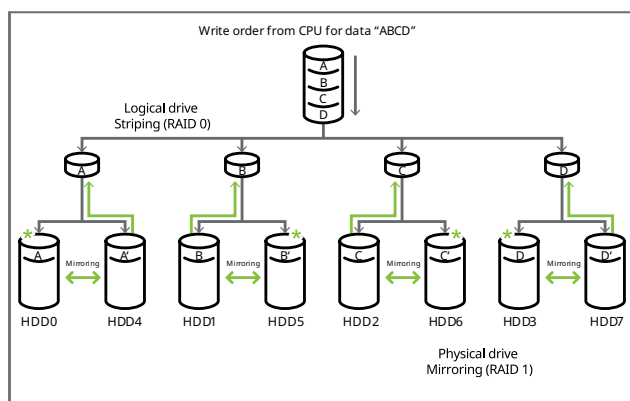 Write order from CPU for data “ABCD”
A
B
C
D
Logical drive
Striping (RAID 0)
A
B
C
D
* * * *
A A’ B B’ C C’ D D’
Mirroring Mirroring Mirroring Mirroring
HDD0 HDD4 HDD1 HDD5 HDD2 HDD6 HDD3 HDD7
Physical drive
Mirroring (RAID 1)